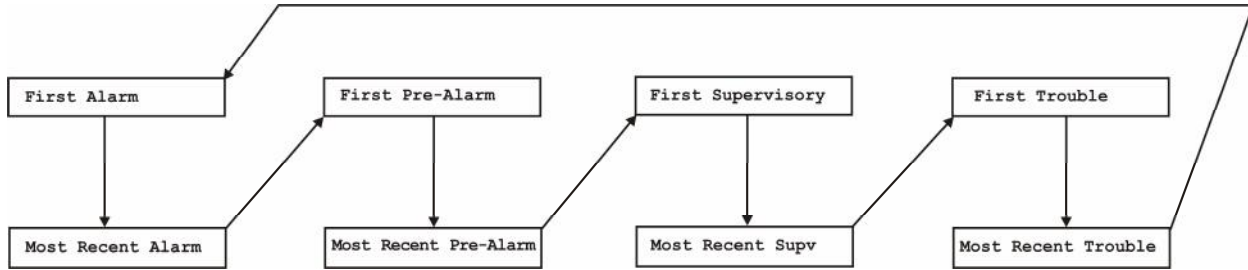 First Alarm
First Pre-Alarm
First Supervisory
First Trouble
Most Recent Alarm
Most Recent Pre-Alarm
Most Recent Supv
Most Recent Trouble